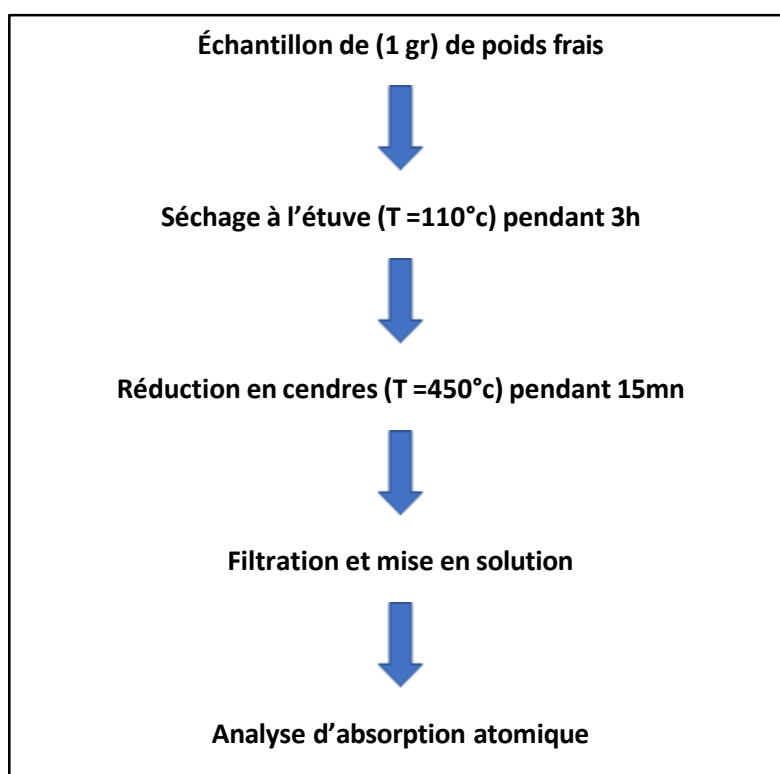 Échantillon de (1 gr) de poids frais
Séchage à l’étuve (T =110°c) pendant 3h
Réduction en cendres (T =450°c) pendant 15mn
Filtration et mise en solution
Analyse d’absorption atomique